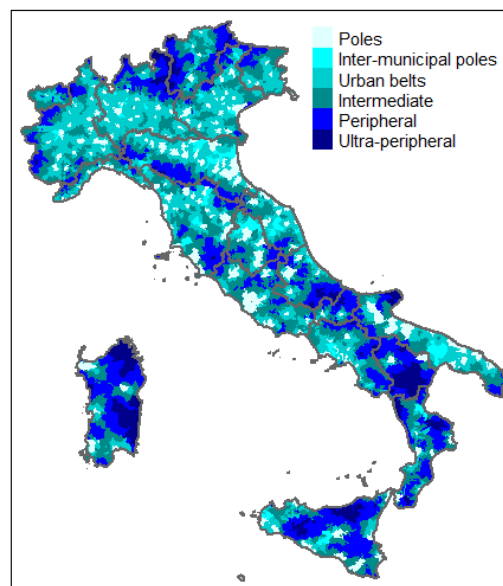 Poles
Inter-municipal poles
Urban belts
Intermediate
Peripheral
Ultra-peripheral